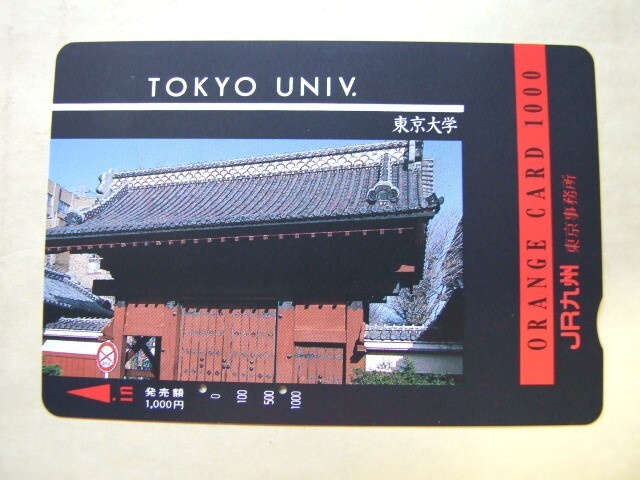 TOKYO UNIV.
東京大学
ORANGE CARD 1000
JR九州 東京事務所
in
発売額
1,000円
0 100 500 1000